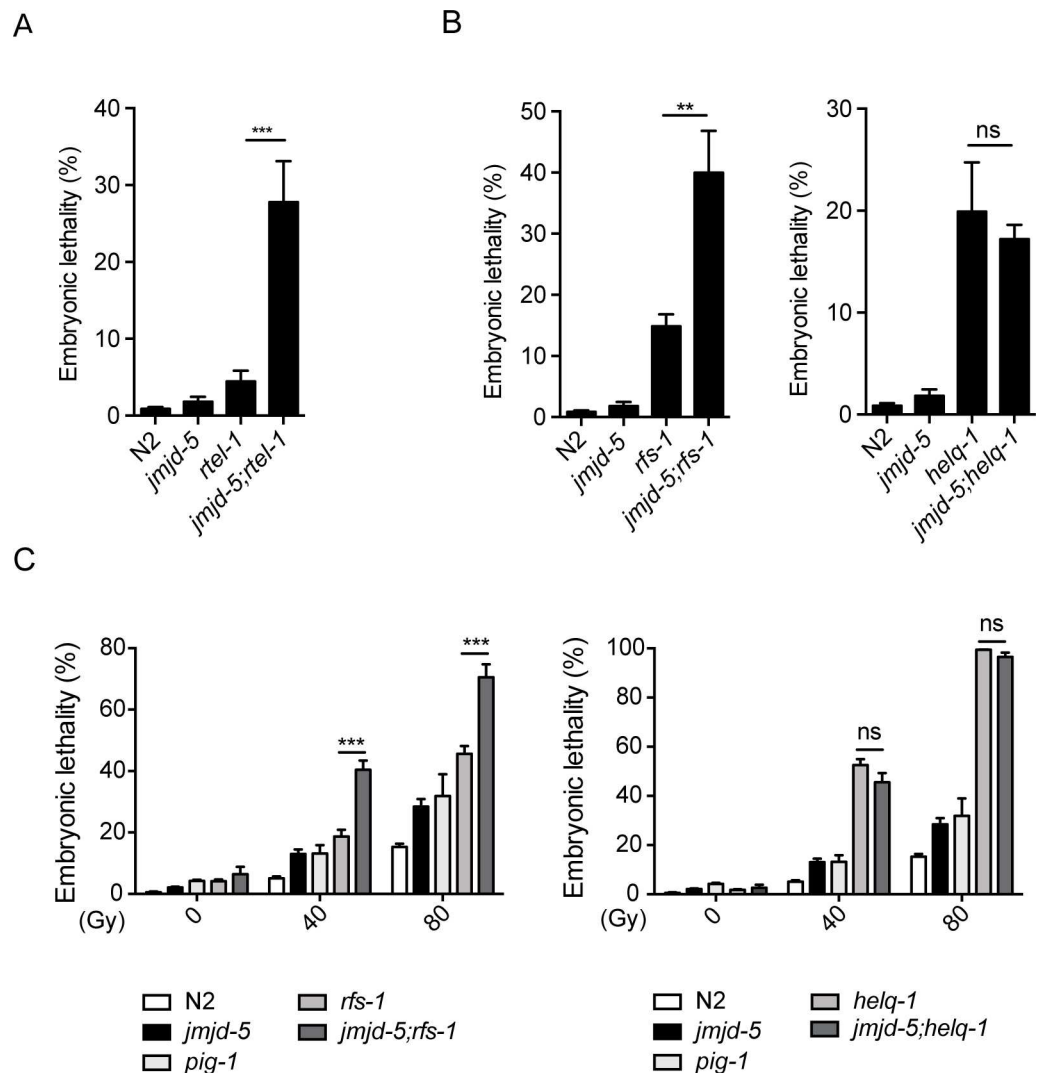 A
B
Embryonic lethality (%)
40
30
20
10
0
***
N2
jmjd-5
rtel-1
jmjd-5;rtel-1
Embryonic lethality (%)
50
40
30
20
10
0
**
N2
jmjd-5
rfs-1
jmjd-5;rfs-1
Embryonic lethality (%)
30
20
10
0
ns
N2
jmjd-5
helq-1
jmjd-5;helq-1
C
Embryonic lethality (%)
80
60
40
20
0
***
***
(Gy)
0
40
80
N2
jmjd-5
pig-1
rfs-1
jmjd-5;rfs-1
Embryonic lethality (%)
100
80
60
40
20
0
ns
ns
(Gy)
0
40
80
N2
jmjd-5
pig-1
helq-1
jmjd-5;helq-1